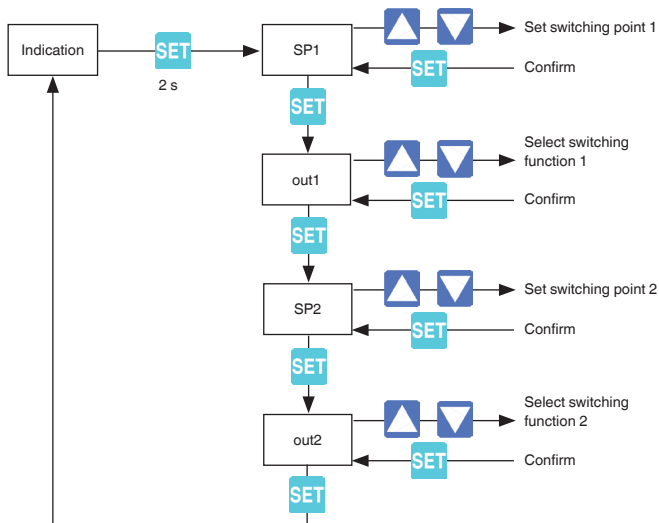 Indication
SET
2 s
SP1
Set switching point 1
SET
Confirm
SET
out1
Select switching
function 1
SET
Confirm
SET
SP2
Set switching point 2
SET
Confirm
SET
out2
Select switching
function 2
SET
Confirm
SET